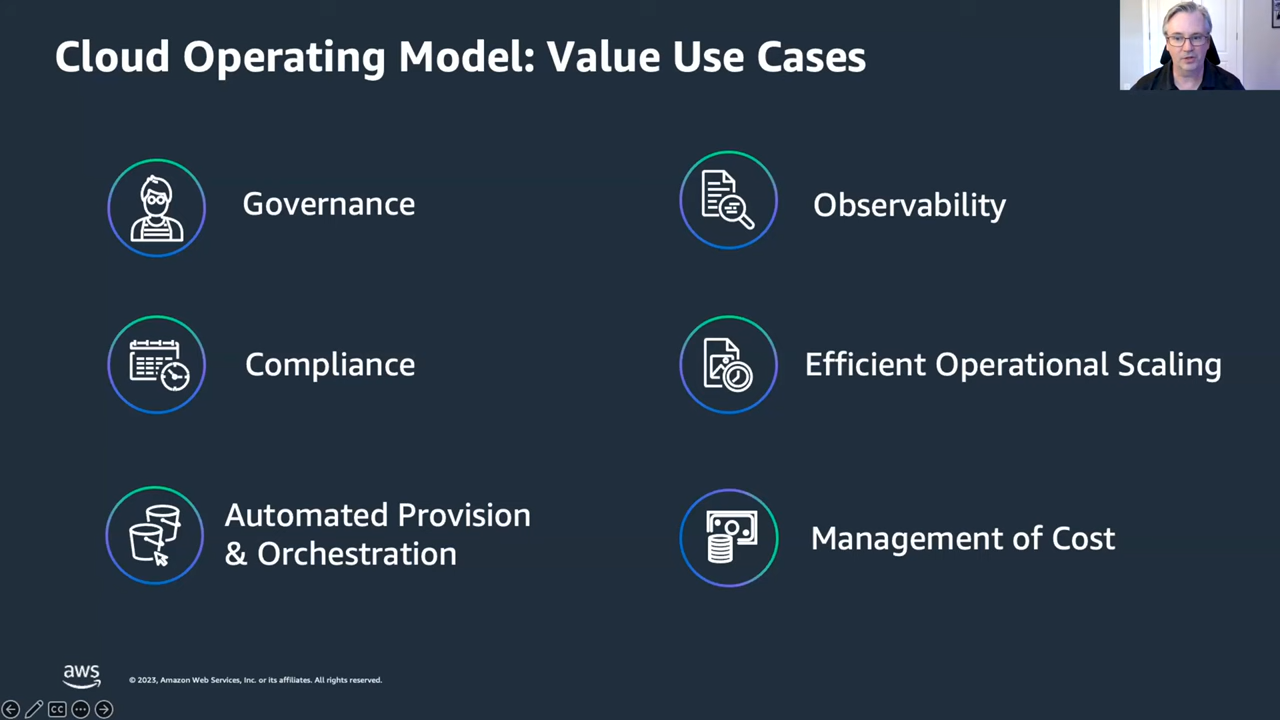 Cloud Operating Model: Value Use Cases
Governance
Observability
Compliance
Efficient Operational Scaling
Automated Provision
& Orchestration
Management of Cost
aws
© 2023, Amazon Web Services, Inc. or its affiliates. All rights reserved.
CC